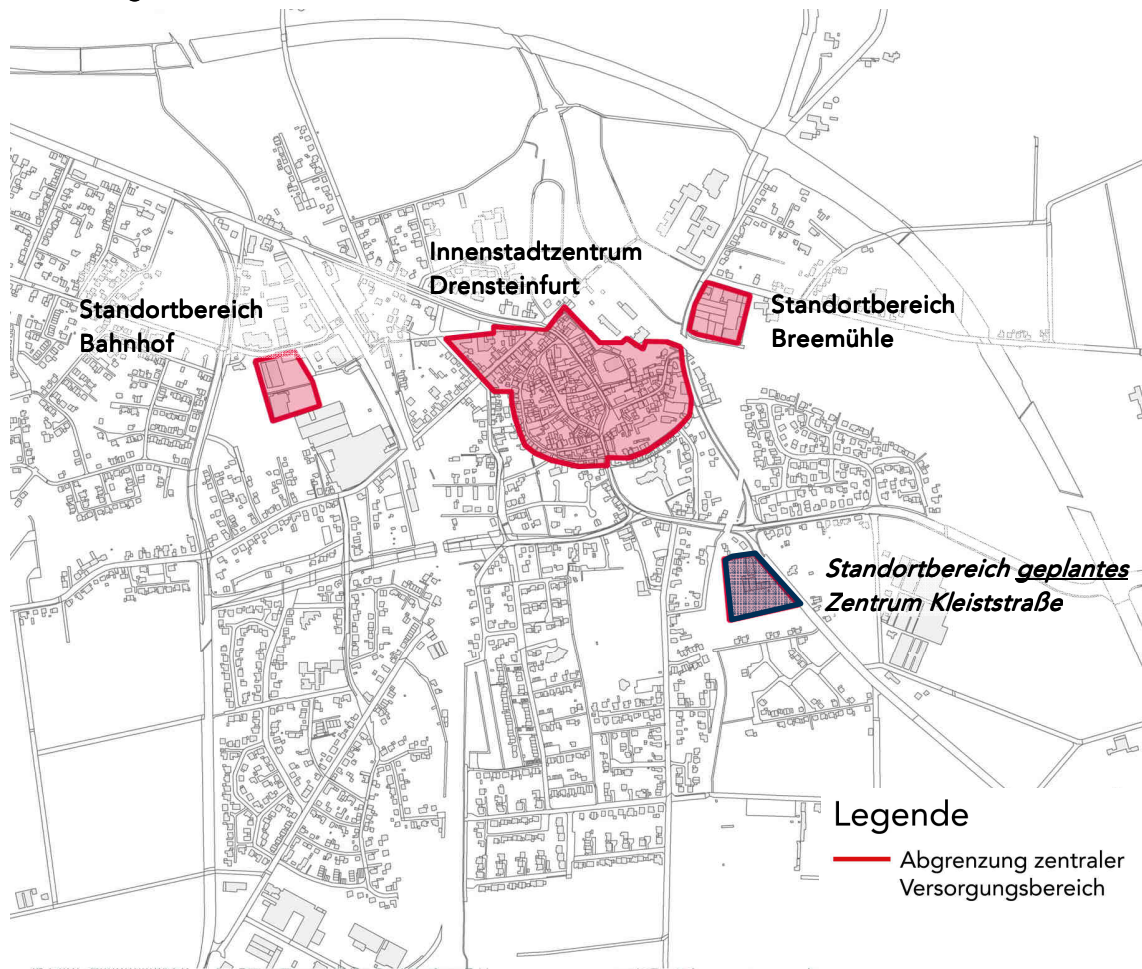 Innenstadtzentrum
Drensteinfurt
Standortbereich
Bahnhof
Standortbereich
Breemühle
Standortbereich geplantes
Zentrum Kleiststraße
Legende
Abgrenzung zentraler
Versorgungsbereich